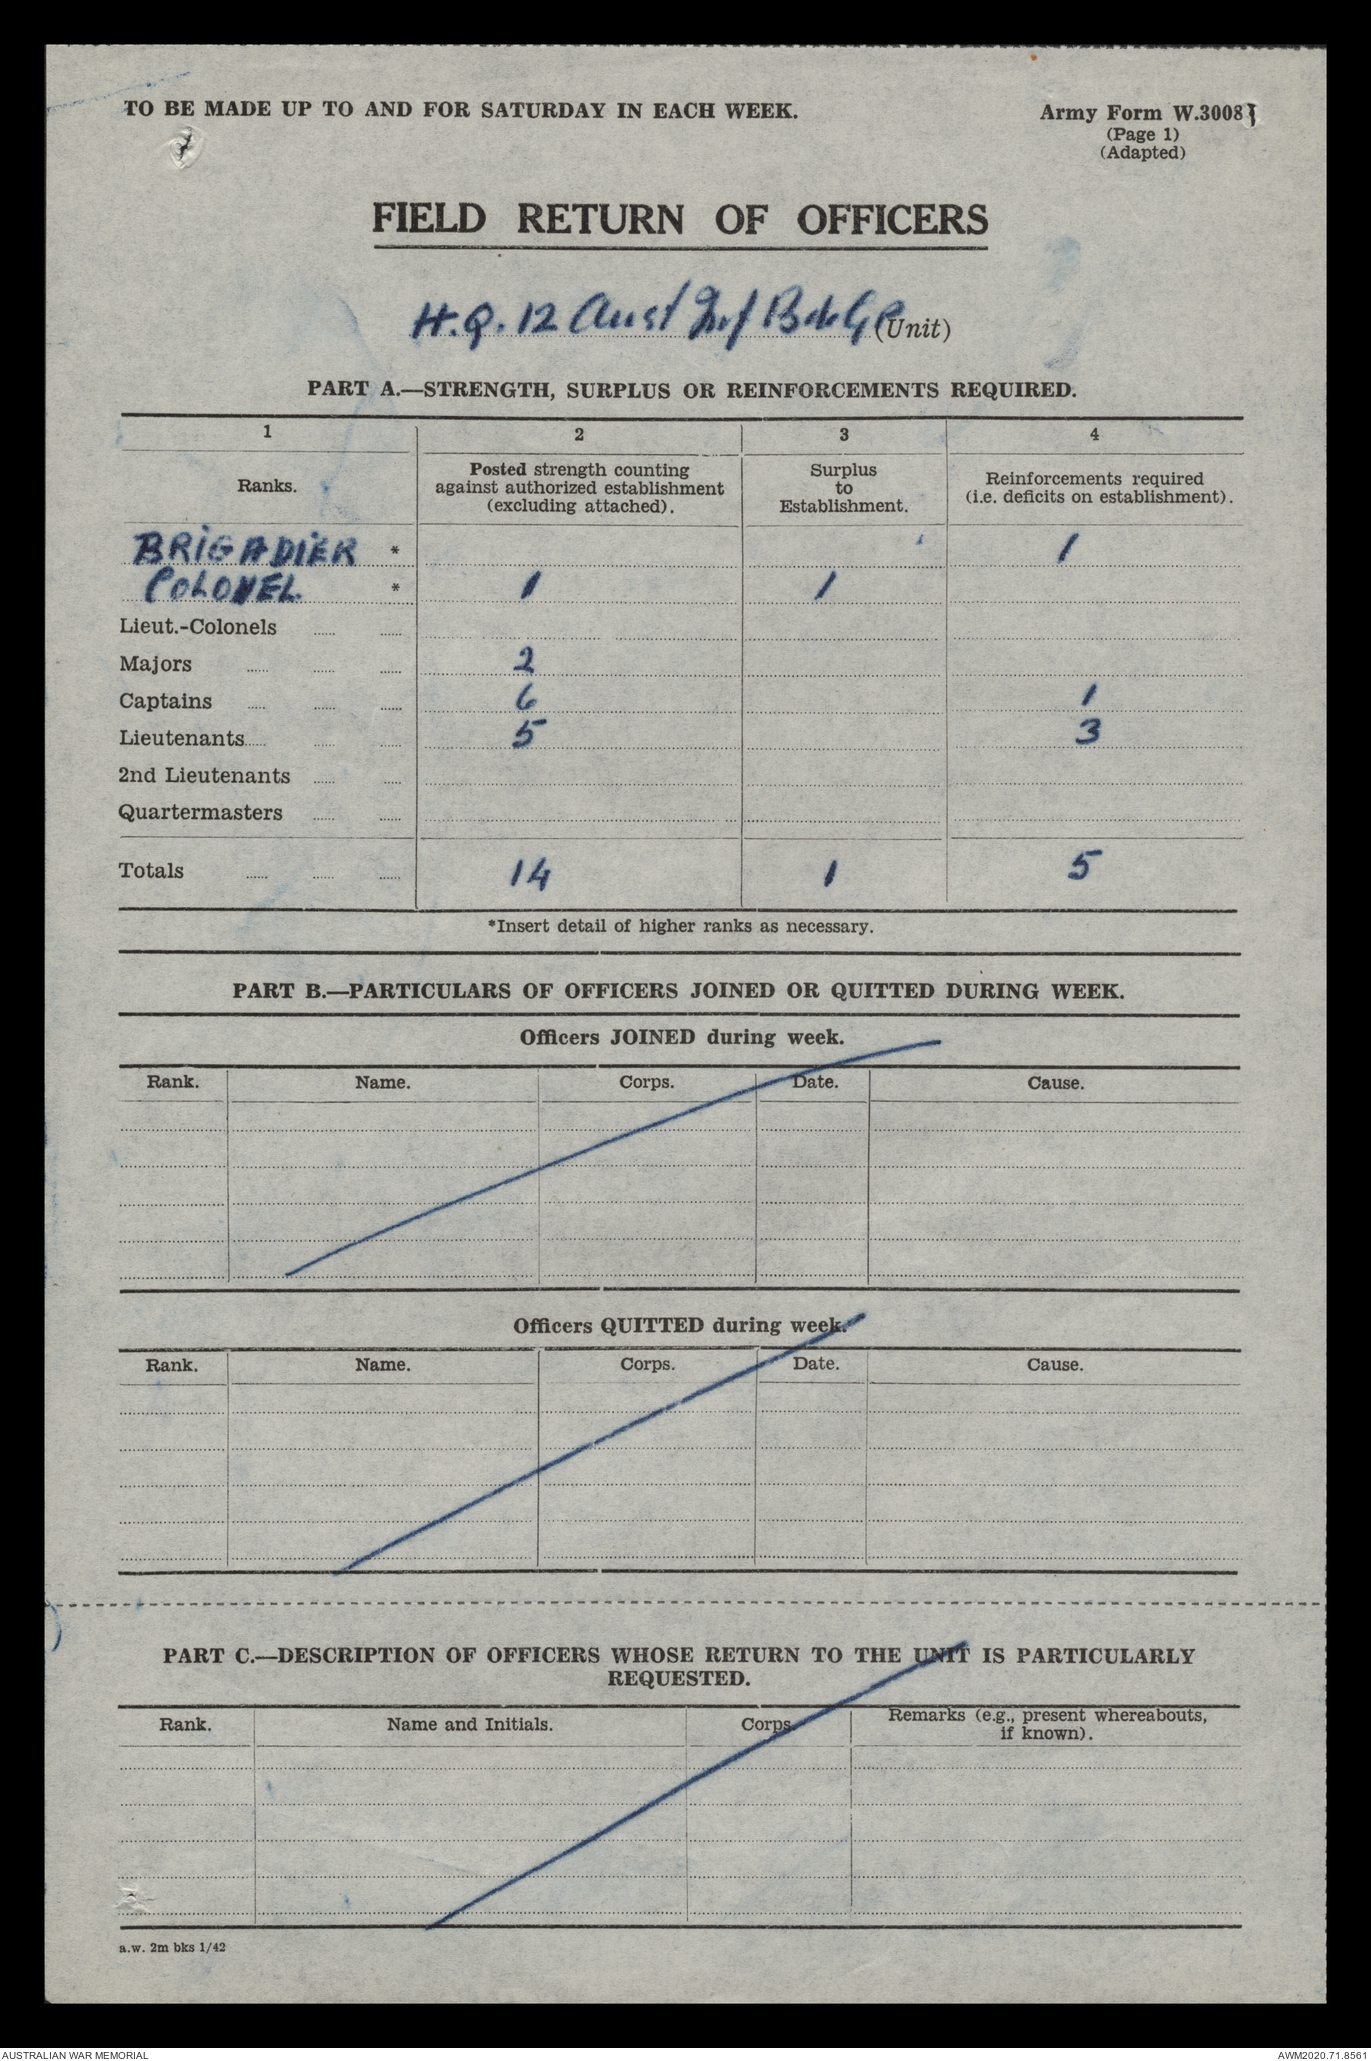 TO BE MADE UP TO AND FOR SATURDAY IN EACH WEEK.
Army Form W.3008
(Page 1)
(Adapted)
FIELD RETURN OF OFFICERS
H.Q. 12 Aust Inf Bde Gp (Unit)
PART A.—STRENGTH, SURPLUS OR REINFORCEMENTS REQUIRED.
1 2 3 4
Ranks. Posted strength counting against authorized establishment (excluding attached). Surplus to Establishment. Reinforcements required (i.e. deficits on establishment).
BRIGADIER * 1
COLONEL * 1 1
Lieut.-Colonels
Majors 2
Captains 6 1
Lieutenants 5 3
2nd Lieutenants
Quartermasters
Totals 14 1 5
*Insert detail of higher ranks as necessary.
PART B.—PARTICULARS OF OFFICERS JOINED OR QUITTED DURING WEEK.
Officers JOINED during week.
Rank. Name. Corps. Date. Cause.
Officers QUITTED during week.
Rank. Name. Corps. Date. Cause.
PART C.—DESCRIPTION OF OFFICERS WHOSE RETURN TO THE UNIT IS PARTICULARLY
REQUESTED.
Rank. Name and Initials. Corps. Remarks (e.g., present whereabouts, if known).
a.w. 2m bks 1/42
AUSTRALIAN WAR MEMORIAL
AWM2020.71.8561